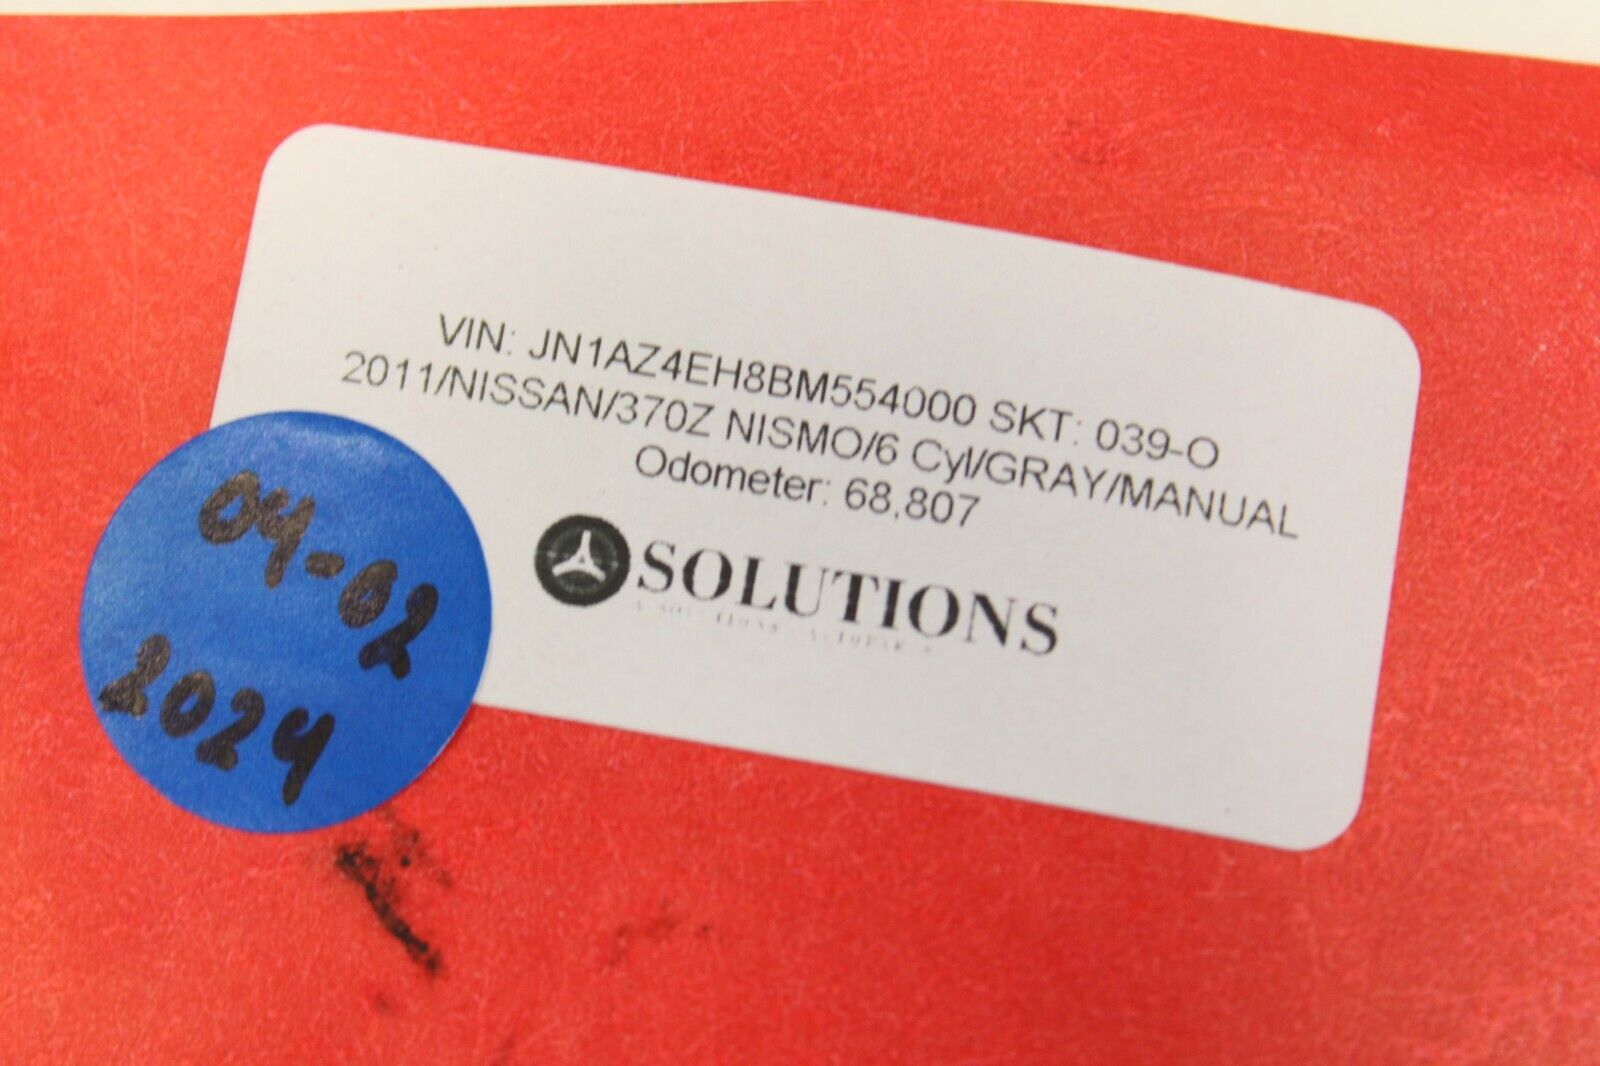 VIN: JN1AZ4EH8BM554000 SKT: 039-O
2011/NISSAN/370Z NISMO/6 Cyl/GRAY/MANUAL
Odometer: 68,807
SOLUTIONS
04-02
2024